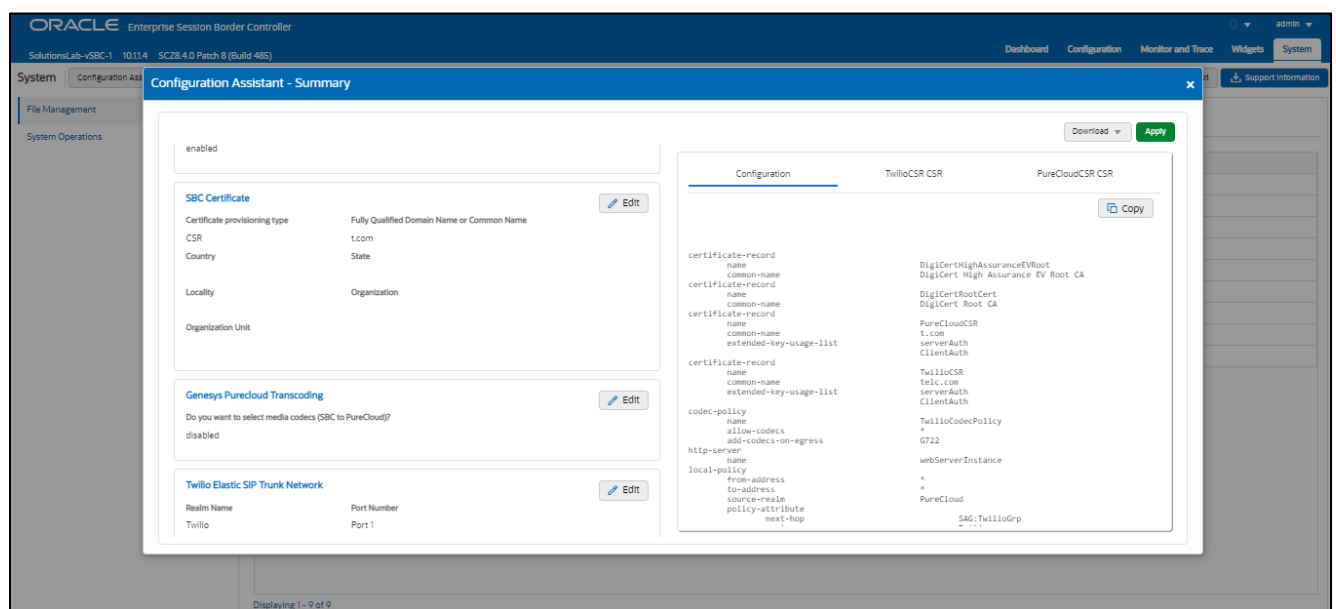 ORACLE Enterprise Session Border Controller
admin
SolutionsLab-vSBC-1 10.1.1.4 SCZ8.4.0 Patch 8 (Build 485)
Dashboard Configuration Monitor and Trace Widgets System
System Configuration Ass
Support Information
Configuration Assistant - Summary
×
File Management
System Operations
Download Apply
enabled
SBC Certificate
Edit
Certificate provisioning type Fully Qualified Domain Name or Common Name
CSR t.com
Country State
Locality Organization
Organization Unit
Genesys Purecloud Transcoding
Edit
Do you want to select media codecs (SBC to PureCloud)?
disabled
Twilio Elastic SIP Trunk Network
Edit
Realm Name Port Number
Twilio Port 1
Configuration TwilioCSR CSR PureCloudCSR CSR
Copy
certificate-record
name DigiCertHighAssuranceEVRoot
common-name DigiCert High Assurance EV Root CA
certificate-record
name DigiCertRootCert
common-name DigiCert Root CA
certificate-record
name PureCloudCSR
common-name t.com
extended-key-usage-list serverAuth
ClientAuth
certificate-record
name TwilioCSR
common-name telc.com
extended-key-usage-list serverAuth
ClientAuth
codec-policy
name TwilioCodecPolicy
allow-codecs *
add-codecs-on-egress G722
http-server
name webServerInstance
local-policy
from-address *
to-address *
source-realm PureCloud
policy-attribute
next-hop SAG:TwilioGrp
Displaying 1 - 9 of 9